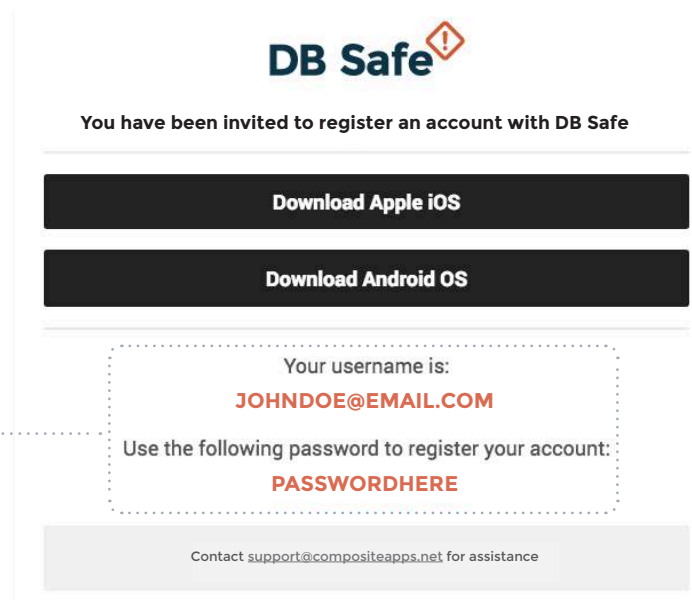 DB Safe
You have been invited to register an account with DB Safe
Download Apple iOS
Download Android OS
Your username is:
JOHNDOE@EMAIL.COM
Use the following password to register your account:
PASSWORDHERE
Contact support@compositeapps.net for assistance